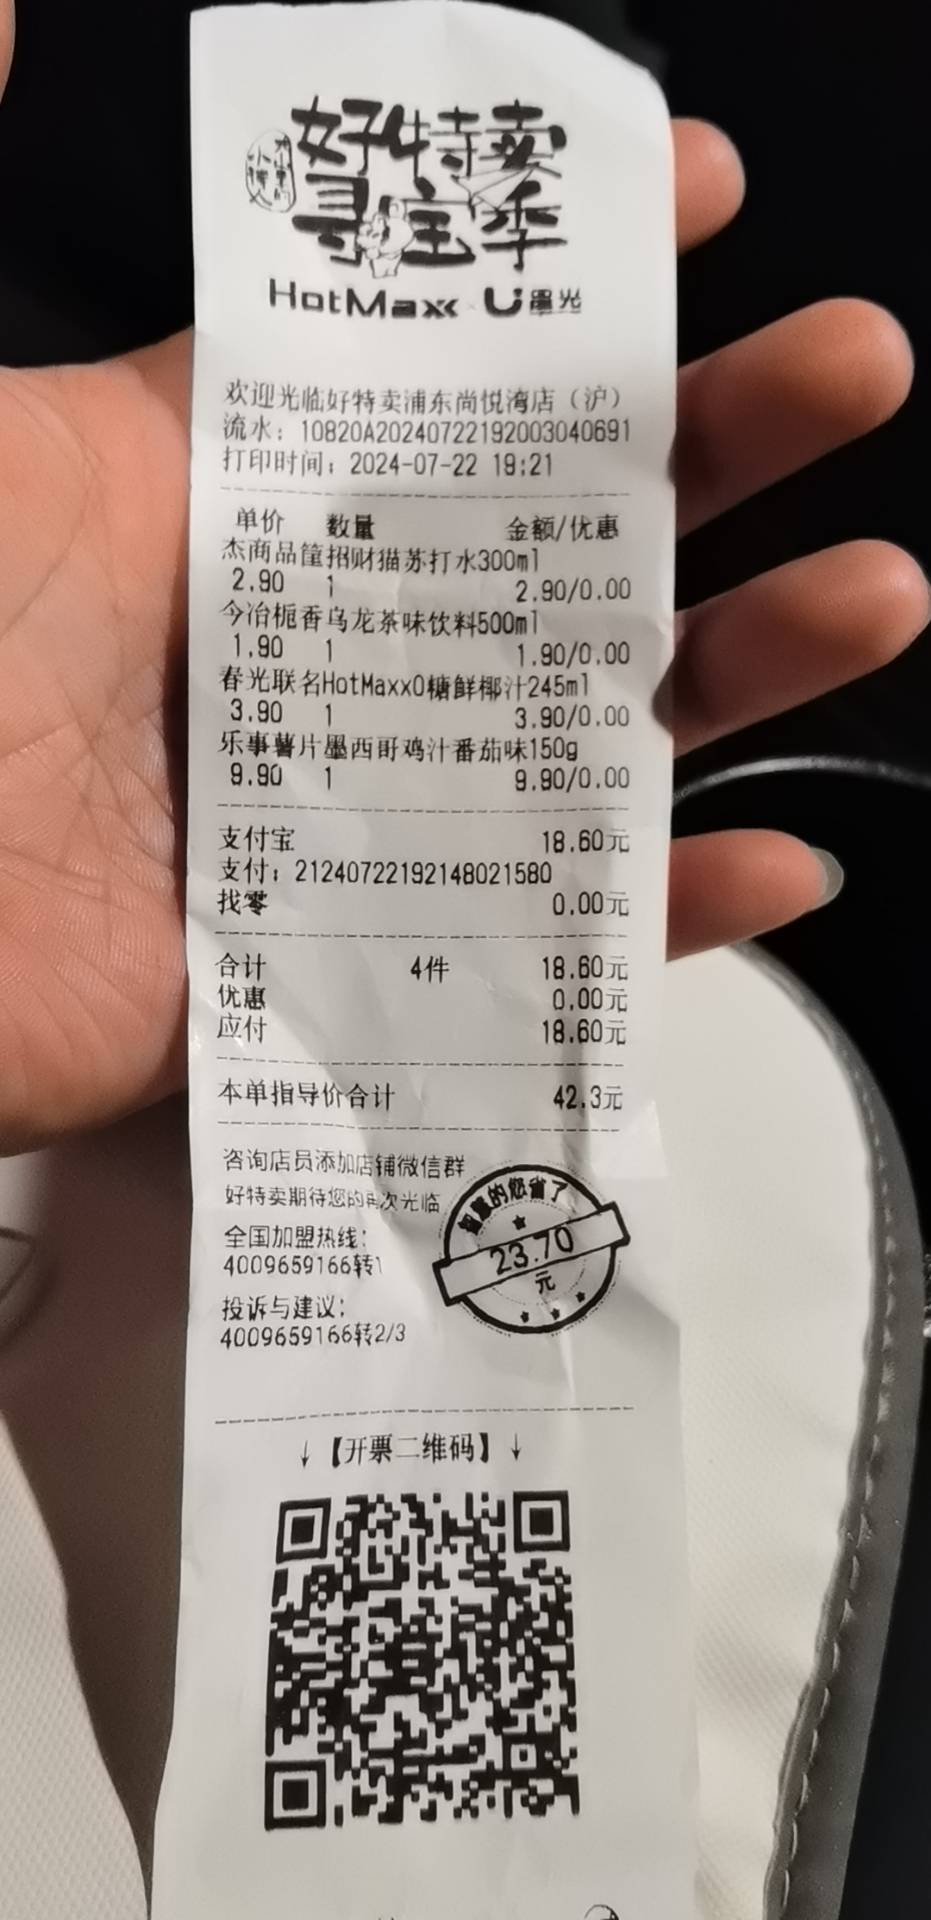 好特卖
寻宝季
HotMaxx
欢迎光临好特卖浦东尚悦湾店（沪）
流水：10820A20240722192003040691
打印时间：2024-07-22 19:21
单价 数量 金额/优惠
杰商品筐招财猫苏打水300ml
2.90 1 2.90/0.00
今冶栀香乌龙茶味饮料500ml
1.90 1 1.90/0.00
春光联名HotMaxx0糖鲜椰汁245ml
3.90 1 3.90/0.00
乐事薯片墨西哥鸡汁番茄味150g
9.90 1 9.90/0.00
支付宝 18.60元
支付：21240722192148021580
找零 0.00元
合计 4件 18.60元
优惠 0.00元
应付 18.60元
本单指导价合计 42.3元
咨询店员添加店铺微信群
好特卖期待您的再次光临
智慧的您省了
23.70
元
全国加盟热线：
4009659166转1
投诉与建议：
4009659166转2/3
↓【开票二维码】↓